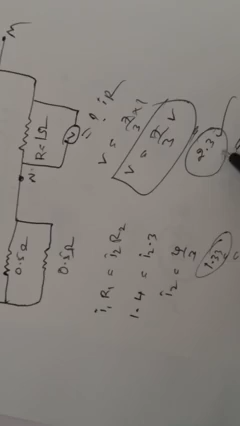 M
R=1Ω
V
= ? iR
V = 2/3 × 1
V = 2/3 V
N
0.5Ω
0.5Ω
i₁R₁ = i₂R₂
1.4 = i₂.3
i₂ = 4/3
1.33